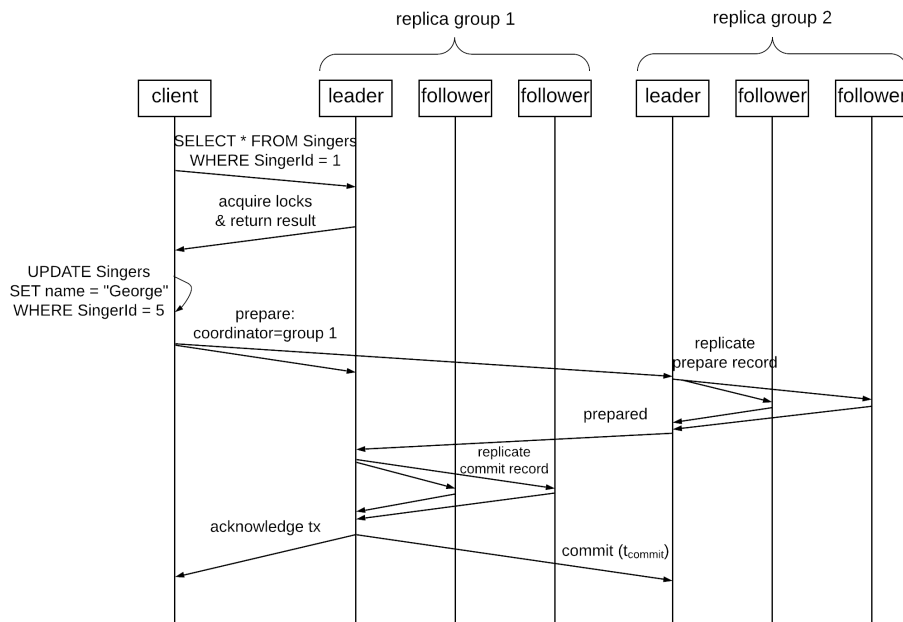 replica group 1
replica group 2
client
leader
follower
follower
leader
follower
follower
SELECT * FROM Singers
WHERE SingerId = 1
acquire locks
& return result
UPDATE Singers
SET name = "George"
WHERE SingerId = 5
prepare:
coordinator=group 1
replicate
prepare record
prepared
replicate
commit record
acknowledge tx
commit (tcommit)